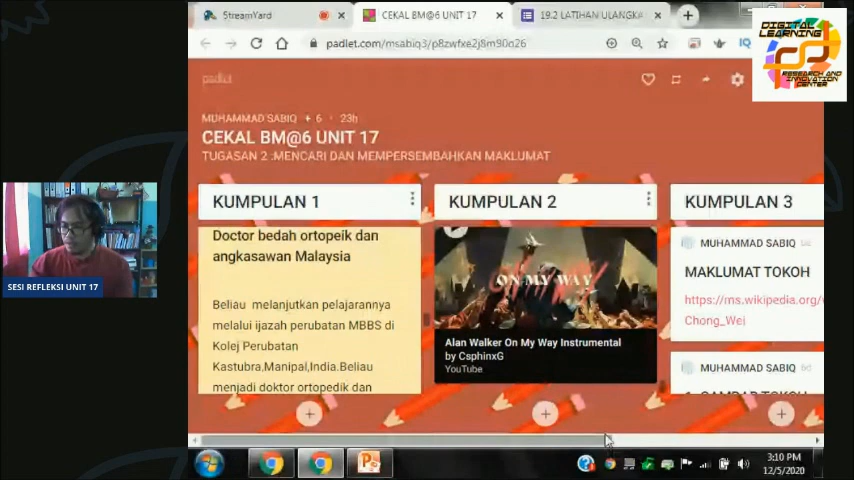 StreamYard
CEKAL BM@6 UNIT 17
19.2 LATIHAN ULANGKA
padlet.com/msabiq3/p8zwfxe2j8m90q26
IQ
DIGITAL
LEARNING
RESEARCH AND
INNOVATION
CENTER
padlet
MUHAMMAD SABIQ + 6 · 23h
CEKAL BM@6 UNIT 17
TUGASAN 2 :MENCARI DAN MEMPERSEMBAHKAN MAKLUMAT
KUMPULAN 1
Doctor bedah ortopeik dan
angkasawan Malaysia
Beliau melanjutkan pelajarannya
melalui ijazah perubatan MBBS di
Kolej Perubatan
Kastubra,Manipal,India.Beliau
menjadi doktor ortopedik dan
KUMPULAN 2
ON MY WAY
Alan Walker On My Way Instrumental
by CsphinxG
YouTube
KUMPULAN 3
MUHAMMAD SABIQ
MAKLUMAT TOKOH
https://ms.wikipedia.org/
Chong_Wei
MUHAMMAD SABIQ 6d
SESI REFLEKSI UNIT 17
3:10 PM
12/5/2020